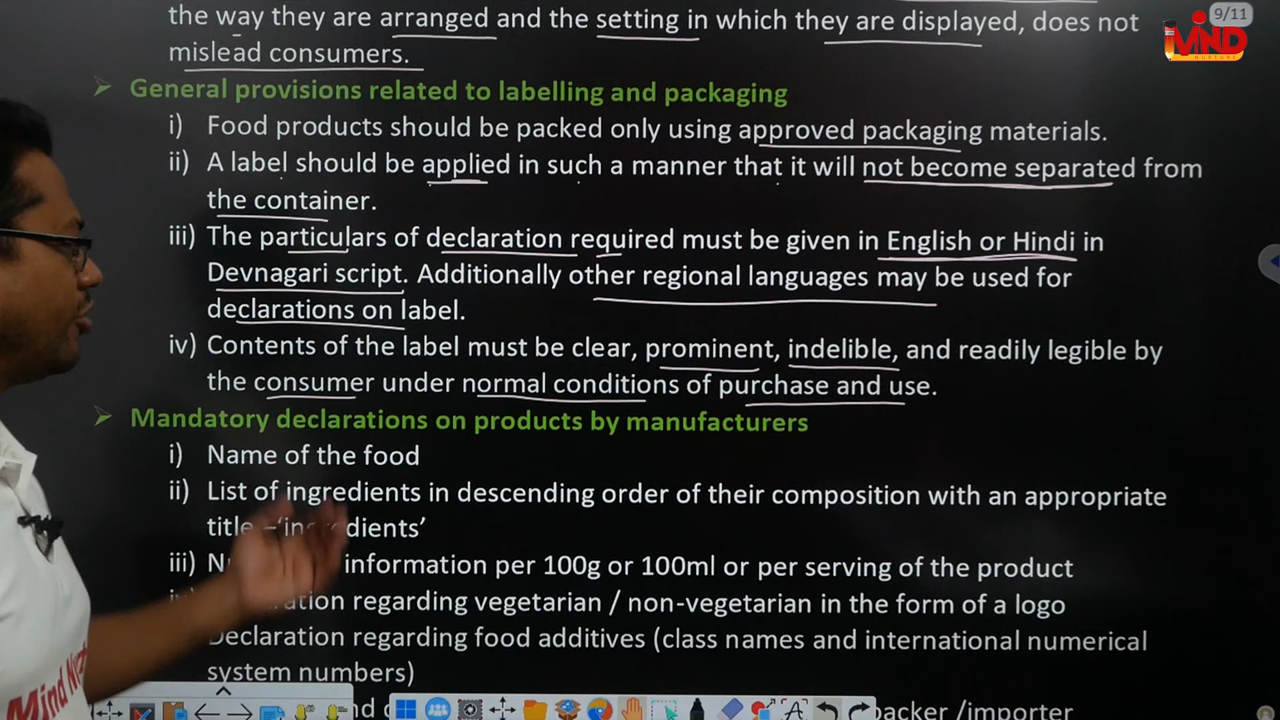 the way they are arranged and the setting in which they are displayed, does not
9/11
MND
NURTURE
mislead consumers.
General provisions related to labelling and packaging
i) Food products should be packed only using approved packaging materials.
ii) A label should be applied in such a manner that it will not become separated from
the container.
iii) The particulars of declaration required must be given in English or Hindi in
Devnagari script. Additionally other regional languages may be used for
declarations on label.
iv) Contents of the label must be clear, prominent, indelible, and readily legible by
the consumer under normal conditions of purchase and use.
Mandatory declarations on products by manufacturers
i) Name of the food
ii) List of ingredients in descending order of their composition with an appropriate
title –‘ingredients’
iii) information per 100g or 100ml or per serving of the product
regarding vegetarian / non-vegetarian in the form of a logo
Declaration regarding food additives (class names and international numerical
system numbers)
packer /importer
Mind